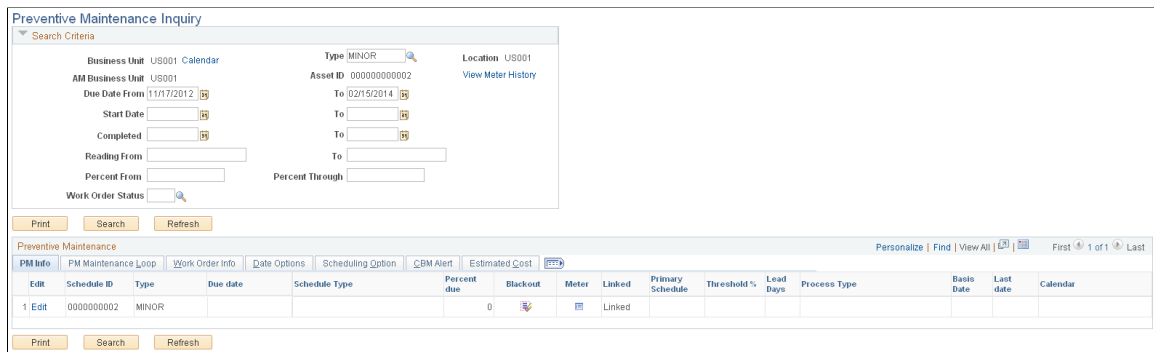 Preventive Maintenance Inquiry
Search Criteria
Business Unit US001 Calendar Type MINOR Location US001
AM Business Unit US001 Asset ID 000000000002 View Meter History
Due Date From 11/17/2012 To 02/15/2014
Start Date To
Completed To
Reading From To
Percent From Percent Through
Work Order Status
Print Search Refresh
Preventive Maintenance Personalize | Find | View All | First 1 of 1 Last
PM Info PM Maintenance Loop Work Order Info Date Options Scheduling Option CBM Alert Estimated Cost
Edit Schedule ID Type Due date Schedule Type Percent due Blackout Meter Linked Primary Schedule Threshold % Lead Days Process Type Basis Date Last date Calendar
1 Edit 0000000002 MINOR 0 Linked
Print Search Refresh